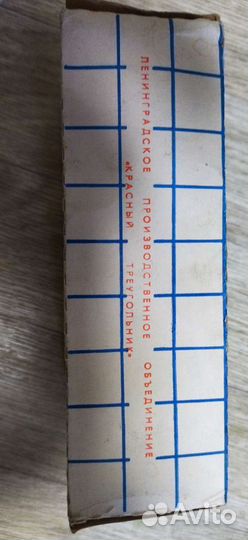 ЛЕНИНГРАДСКОЕ ПРОИЗВОДСТВЕННОЕ ОБЪЕДИНЕНИЕ
«КРАСНЫЙ ТРЕУГОЛЬНИК»
Avito